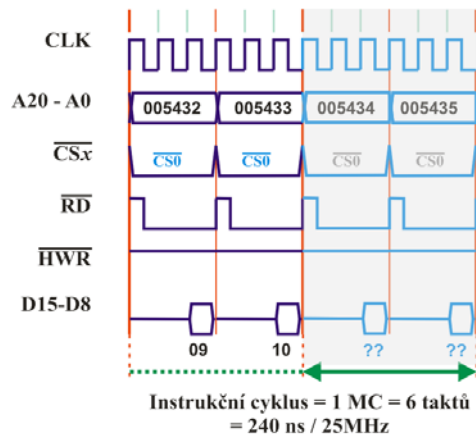 CLK
A20 - A0 005432 005433 005434 005435
CSx CS0 CS0 CS0 CS0
RD
HWR
D15-D8
09 10 ?? ??
Instrukční cyklus = 1 MC = 6 taktů
= 240 ns / 25MHz